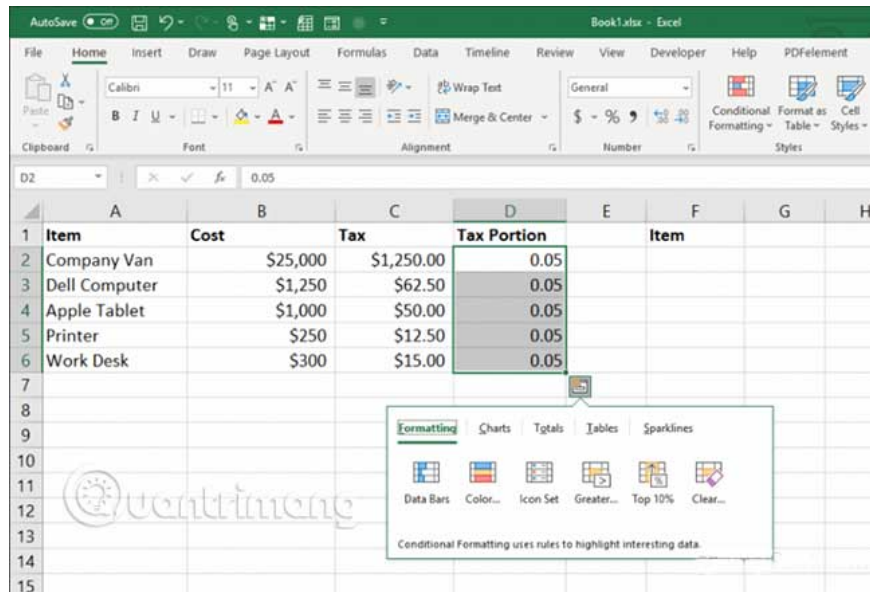 AutoSave Off Book1.xlsx - Excel
File Home Insert Draw Page Layout Formulas Data Timeline Review View Developer Help PDFelement
Paste Calibri 11 A A Wrap Text General Conditional Formatting Format as Table Cell Styles
B I U A Merge & Center $ % 9
Clipboard Font Alignment Number Styles
D2 fx 0.05
A B C D E F G H
1 Item Cost Tax Tax Portion Item
2 Company Van $25,000 $1,250.00 0.05
3 Dell Computer $1,250 $62.50 0.05
4 Apple Tablet $1,000 $50.00 0.05
5 Printer $250 $12.50 0.05
6 Work Desk $300 $15.00 0.05
7
8
9 Formatting Charts Totals Tables Sparklines
10
11
Data Bars Color... Icon Set Greater... Top 10% Clear...
12 Quantrimang
13 Conditional Formatting uses rules to highlight interesting data.
14
15